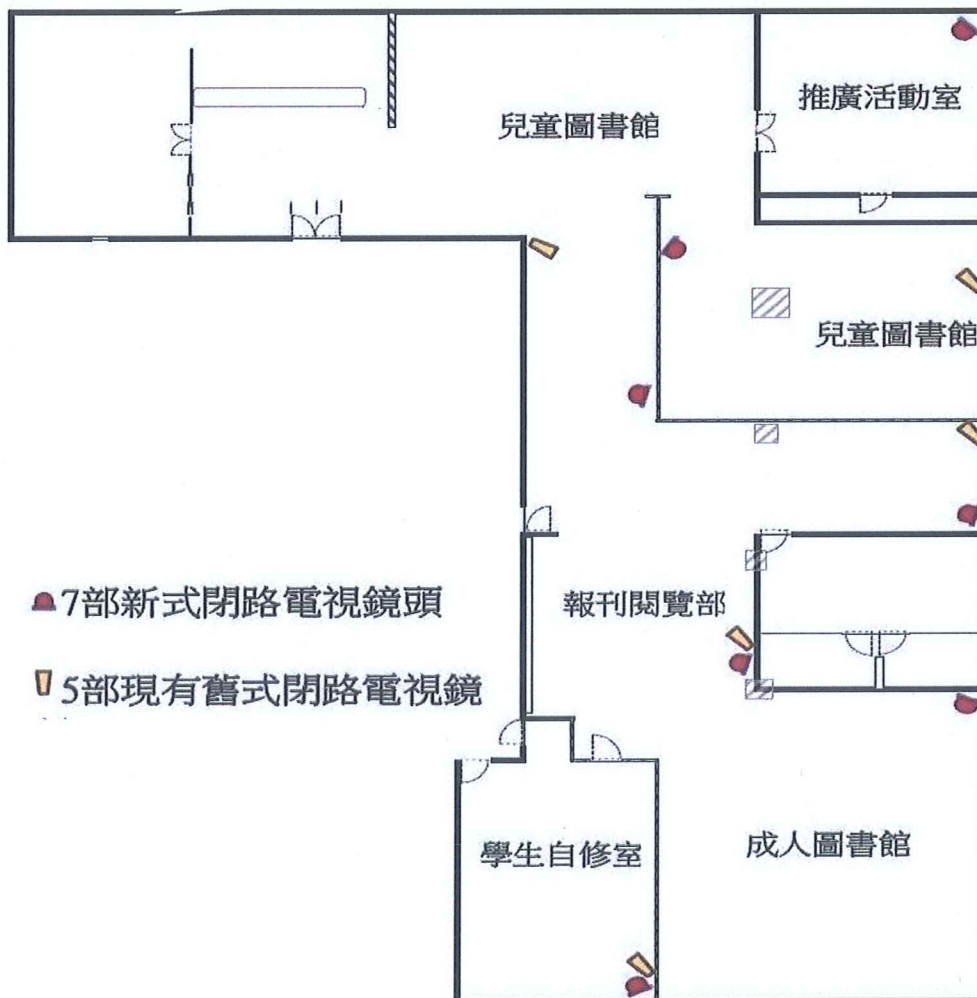 推廣活動室
兒童圖書館
兒童圖書館
7部新式閉路電視鏡頭
報刊閱覽部
5部現有舊式閉路電視鏡
學生自修室
成人圖書館